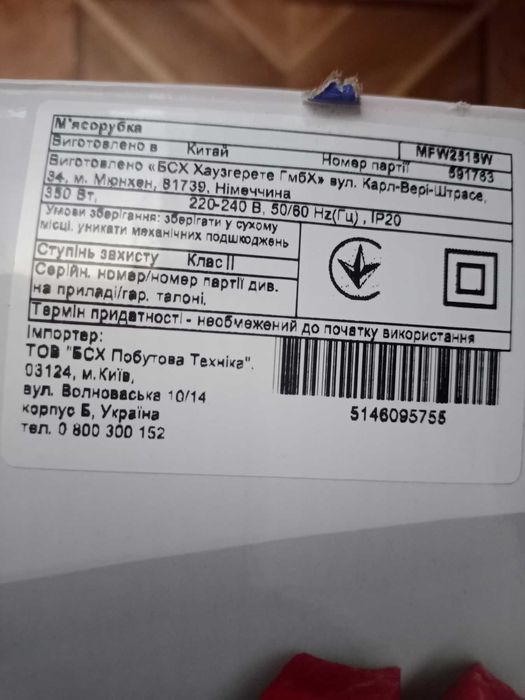 М'ясорубка
MFW2515W
Виготовлено в Китай Номер партії 591763
Виготовлено «БСХ Хаузгерете ГмбХ» вул. Карл-Вері-Штрасе,
34, м. Мюнхен, 81739, Німеччина
350 Вт, 220-240 В, 50/60 Hz(Гц) , IP20
Умови зберігання: зберігати у сухому
місці, уникати механічних подшкоджень
Ступінь захисту Клас II
Серійн. номер/номер партії див.
на приладі/гар. талоні.
Термін придатності - необмежений до початку використання
Імпортер:
ТОВ "БСХ Побутова Техніка".
03124, м.Київ,
вул. Волноваська 10/14
корпус Б, Україна
тел. 0 800 300 152
5146095755